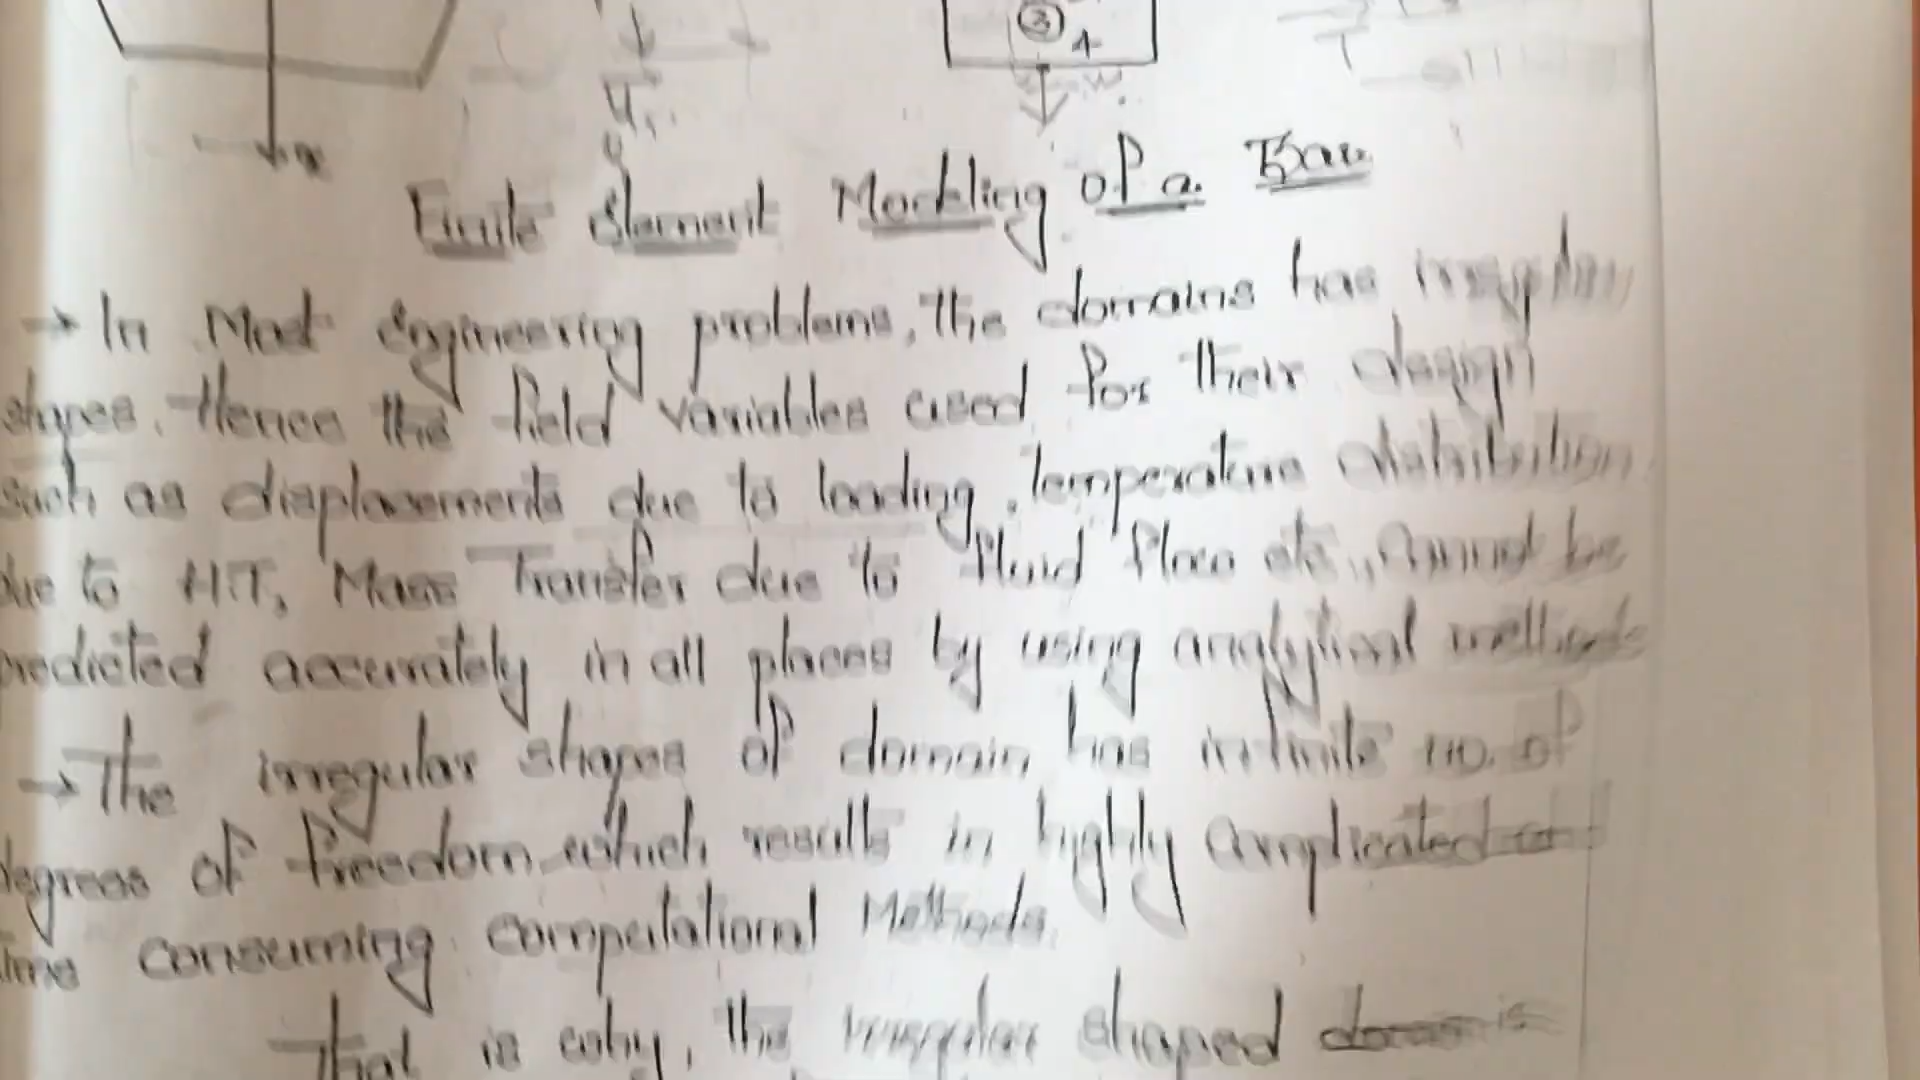 3
4
x
Finite Element Modeling of a Bar
→ In Most Engineering problems, the domains has irregular
shapes. Hence the field variables used for their design
such as displacements due to loading, temperature distribution
due to H.T, Mass Transfer due to fluid flow etc., cannot be
predicted accurately in all places by using analytical methods
→ The irregular shapes of domain has infinite no. of
degrees of freedom which results in highly complicated
time consuming computational Methods.
That is why, the irregular shaped